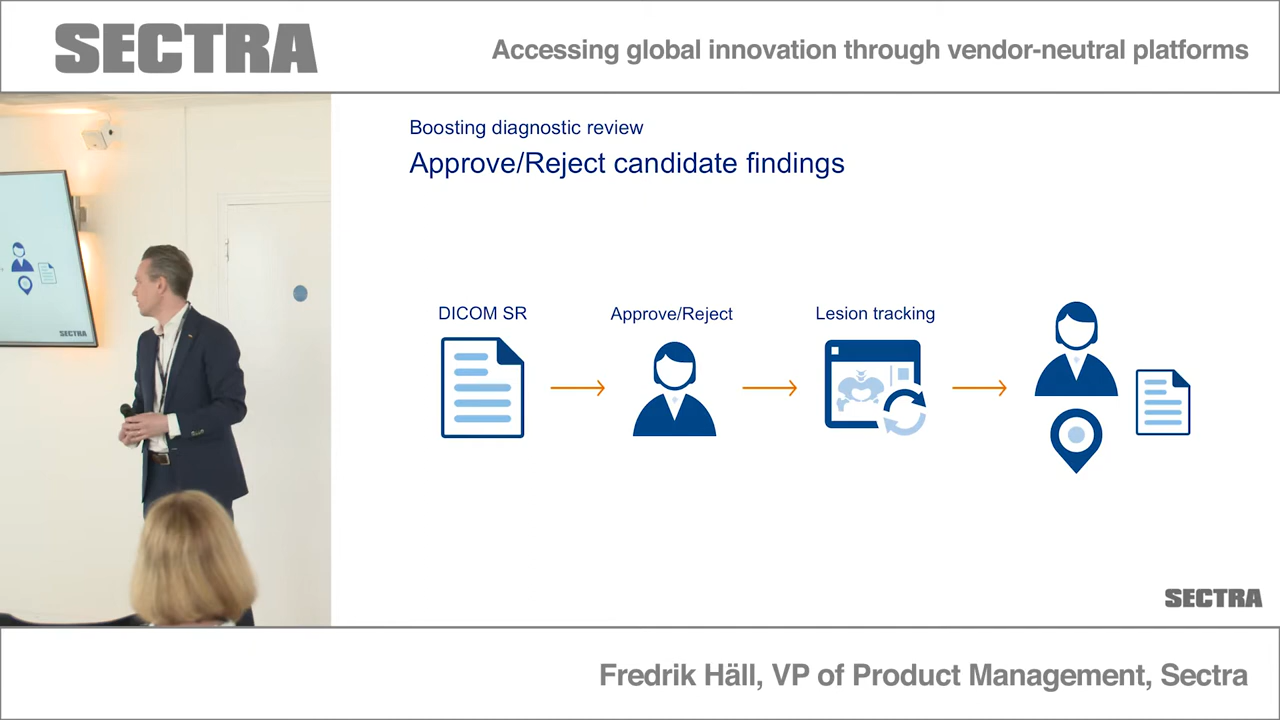 SECTRA
Accessing global innovation through vendor-neutral platforms
Boosting diagnostic review
Approve/Reject candidate findings
DICOM SR
Approve/Reject
Lesion tracking
SECTRA
SECTRA
Fredrik Häll, VP of Product Management, Sectra